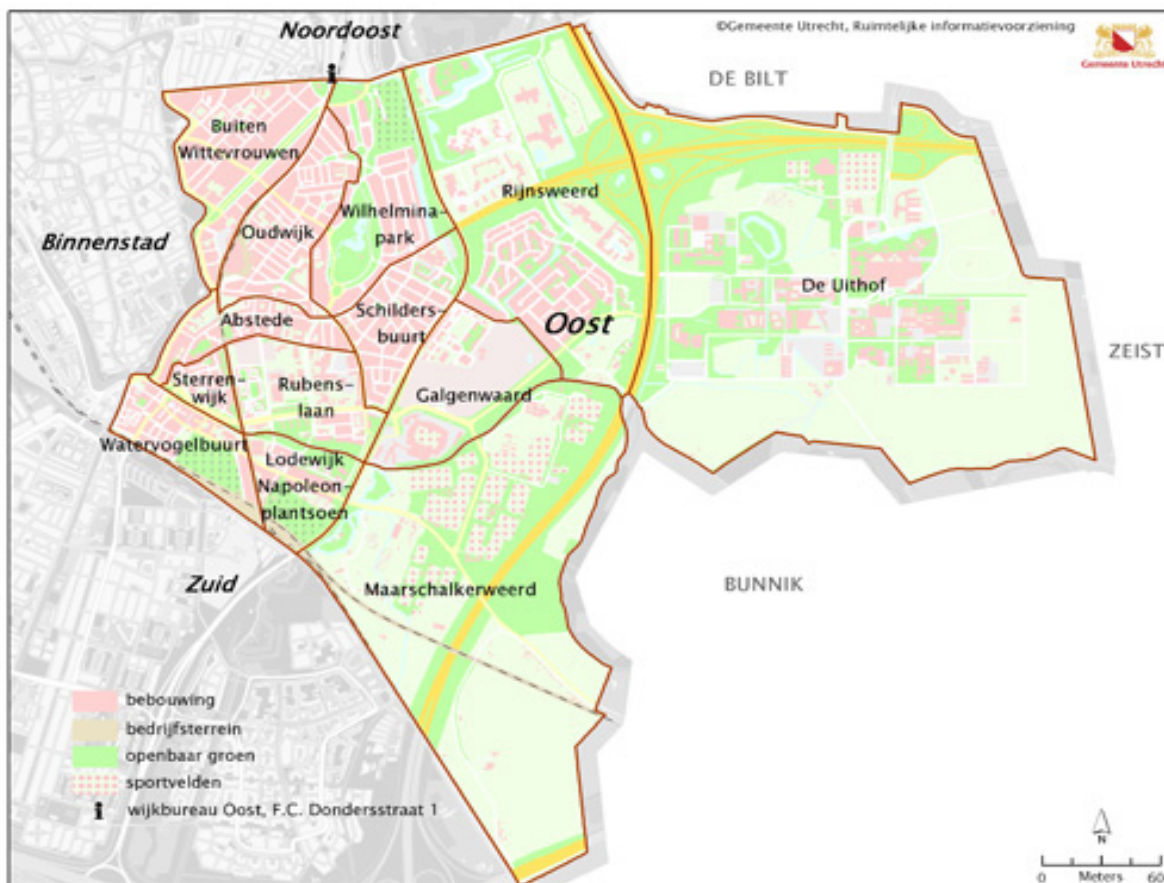 Noordoost
©Gemeente Utrecht, Ruimtelijke informatievoorziening
Gemeente Utrecht
DE BILT
Buiten
Wittevrouwen
Rijnsweerd
Wilhelmina-
park
Oudwijk
Binnenstad
De Uithof
Abstede
Schilders-
buurt
Oost
ZEIST
Sterren-
wijk
Rubens-
laan
Galgenwaard
Watervogelbuurt
Lodewijk
Napoleon-
plantsoen
Zuid
Maarschalkerweerd
BUNNIK
bebouwing
bedrijfsterrein
openbaar groen
sportvelden
i wijkbureau Oost, F.C. Dondersstraat 1
N
0 Meters 60